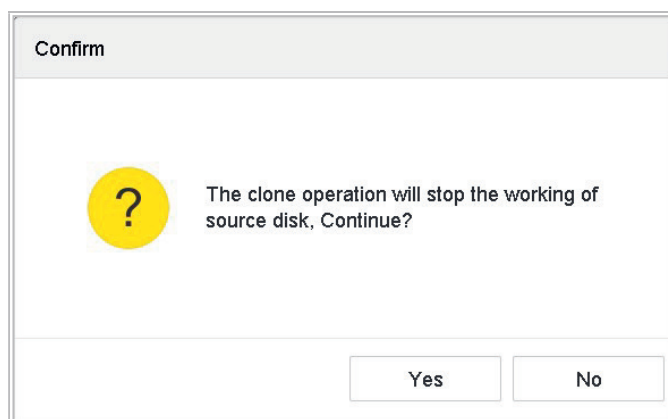 Confirm
?
The clone operation will stop the working of
source disk, Continue?
Yes
No